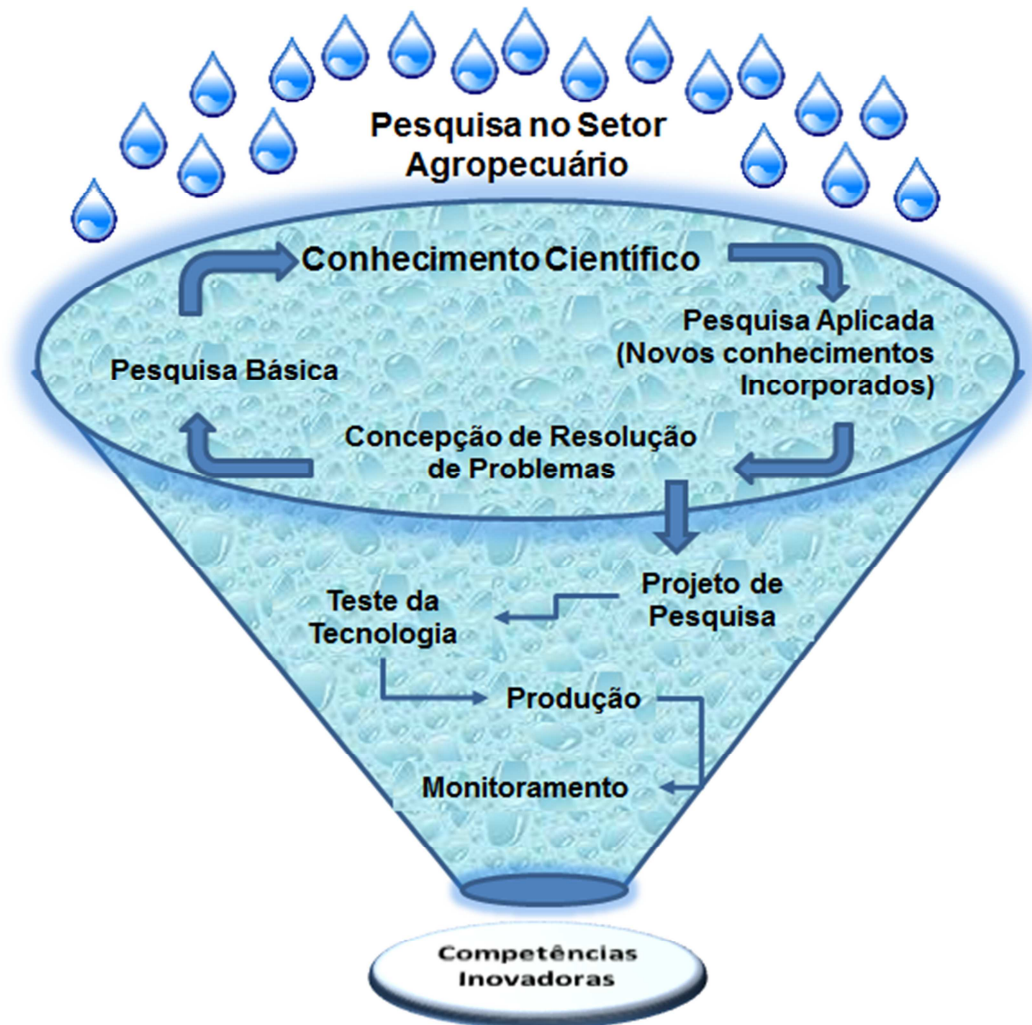 Pesquisa no Setor
Agropecuário
Conhecimento Científico
Pesquisa Aplicada
(Novos conhecimentos
Incorporados)
Pesquisa Básica
Concepção de Resolução
de Problemas
Projeto de
Pesquisa
Teste da
Tecnologia
Produção
Monitoramento
Competências
Inovadoras